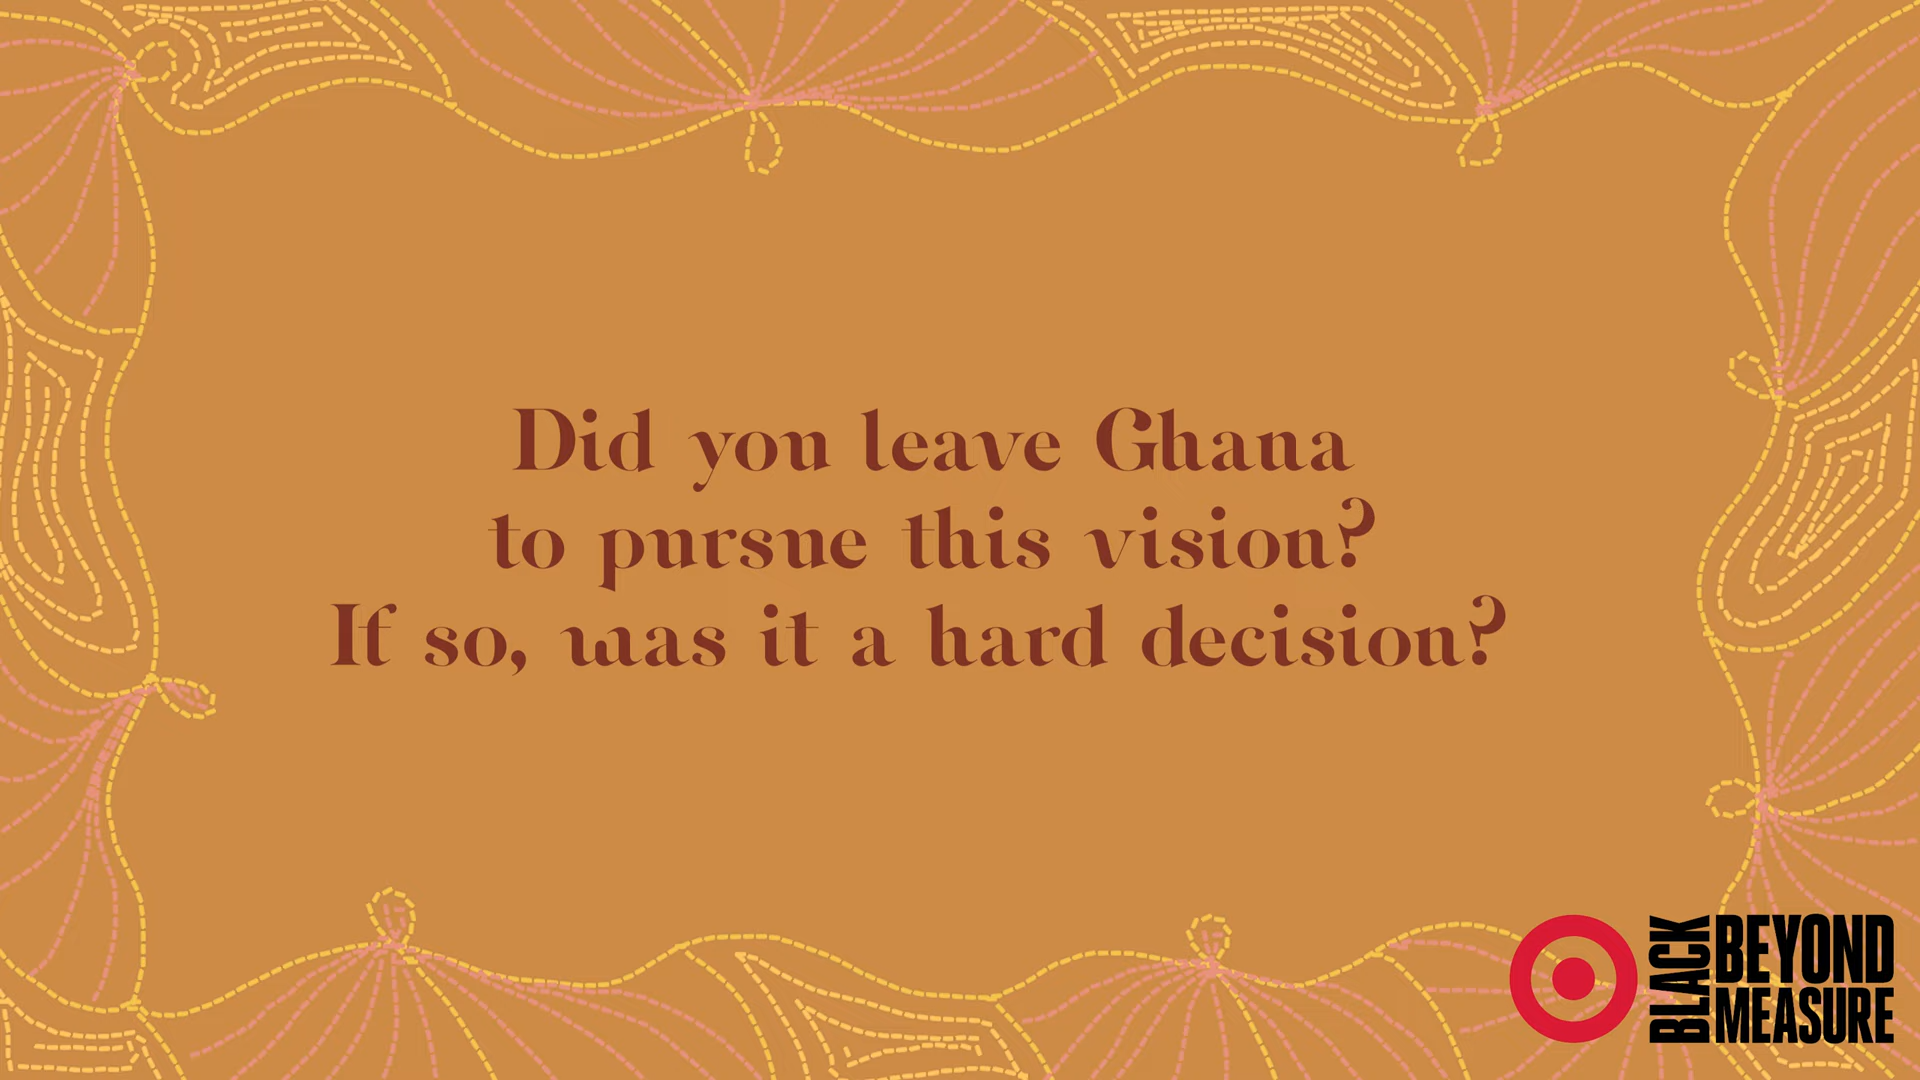 Did you leave Ghana
to pursue this vision?
If so, was it a hard decision?
BLACK
BEYOND
MEASURE